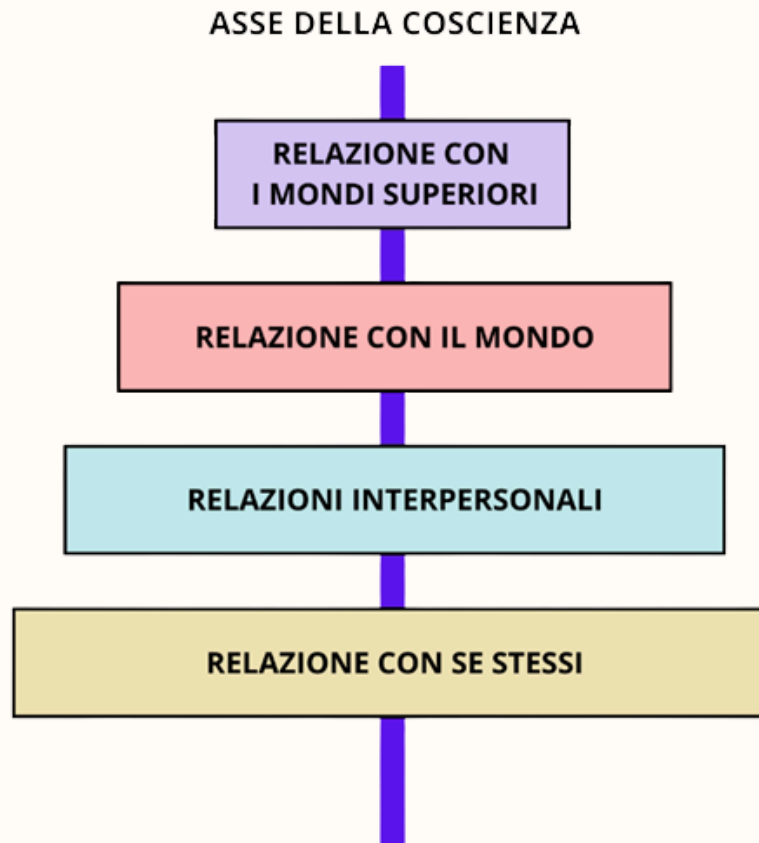 ASSE DELLA COSCIENZA
RELAZIONE CON
I MONDI SUPERIORI
RELAZIONE CON IL MONDO
RELAZIONI INTERPERSONALI
RELAZIONE CON SE STESSI